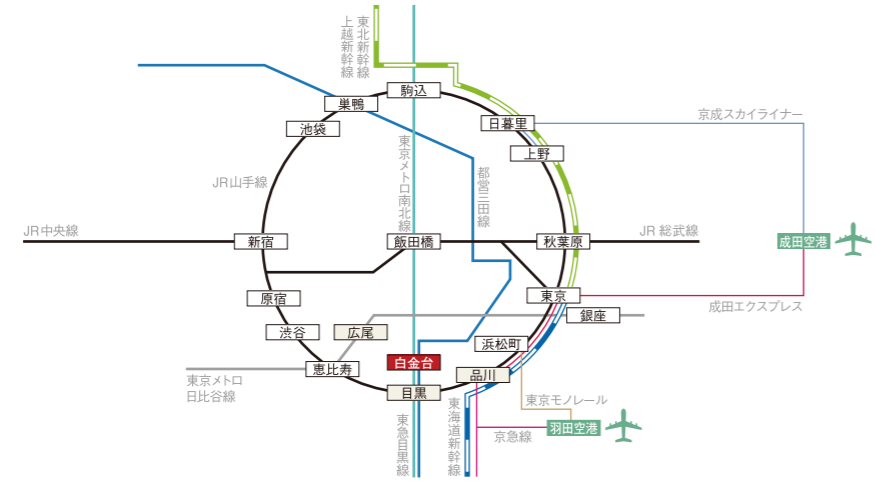 上越新幹線
東北新幹線
駒込
巣鴨
日暮里
京成スカイライナー
池袋
上野
東京メトロ南北線
都営三田線
JR山手線
JR中央線
新宿
飯田橋
秋葉原
JR 総武線
成田空港
原宿
東京
成田エクスプレス
銀座
渋谷
広尾
浜松町
白金台
恵比寿
品川
東京メトロ
日比谷線
目黒
東京モノレール
東急目黒線
東海道新幹線
羽田空港
京急線